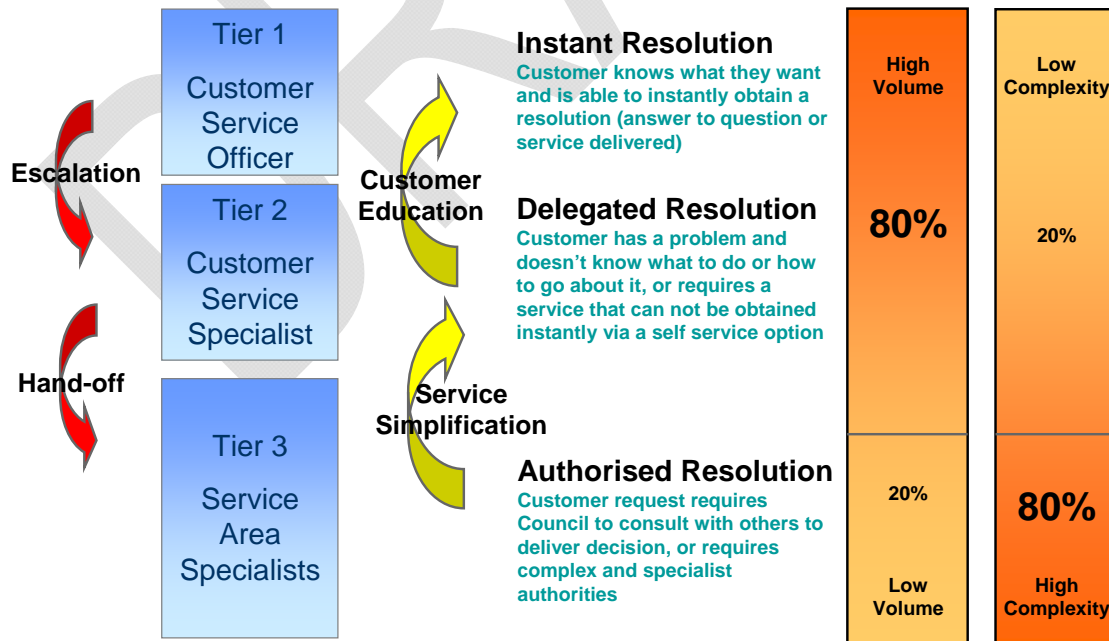 Tier 1
Customer
Service
Officer
Escalation
Tier 2
Customer
Service
Specialist
Hand-off
Tier 3
Service
Area
Specialists
Customer
Education
Service
Simplification
Instant Resolution
Customer knows what they want
and is able to instantly obtain a
resolution (answer to question or
service delivered)
Delegated Resolution
Customer has a problem and
doesn't know what to do or how
to go about it, or requires a
service that can not be obtained
instantly via a self service option
Authorised Resolution
Customer request requires
Council to consult with others to
deliver decision, or requires
complex and specialist
authorities
High
Volume
80%
20%
Low
Volume
Low
Complexity
20%
80%
High
Complexity